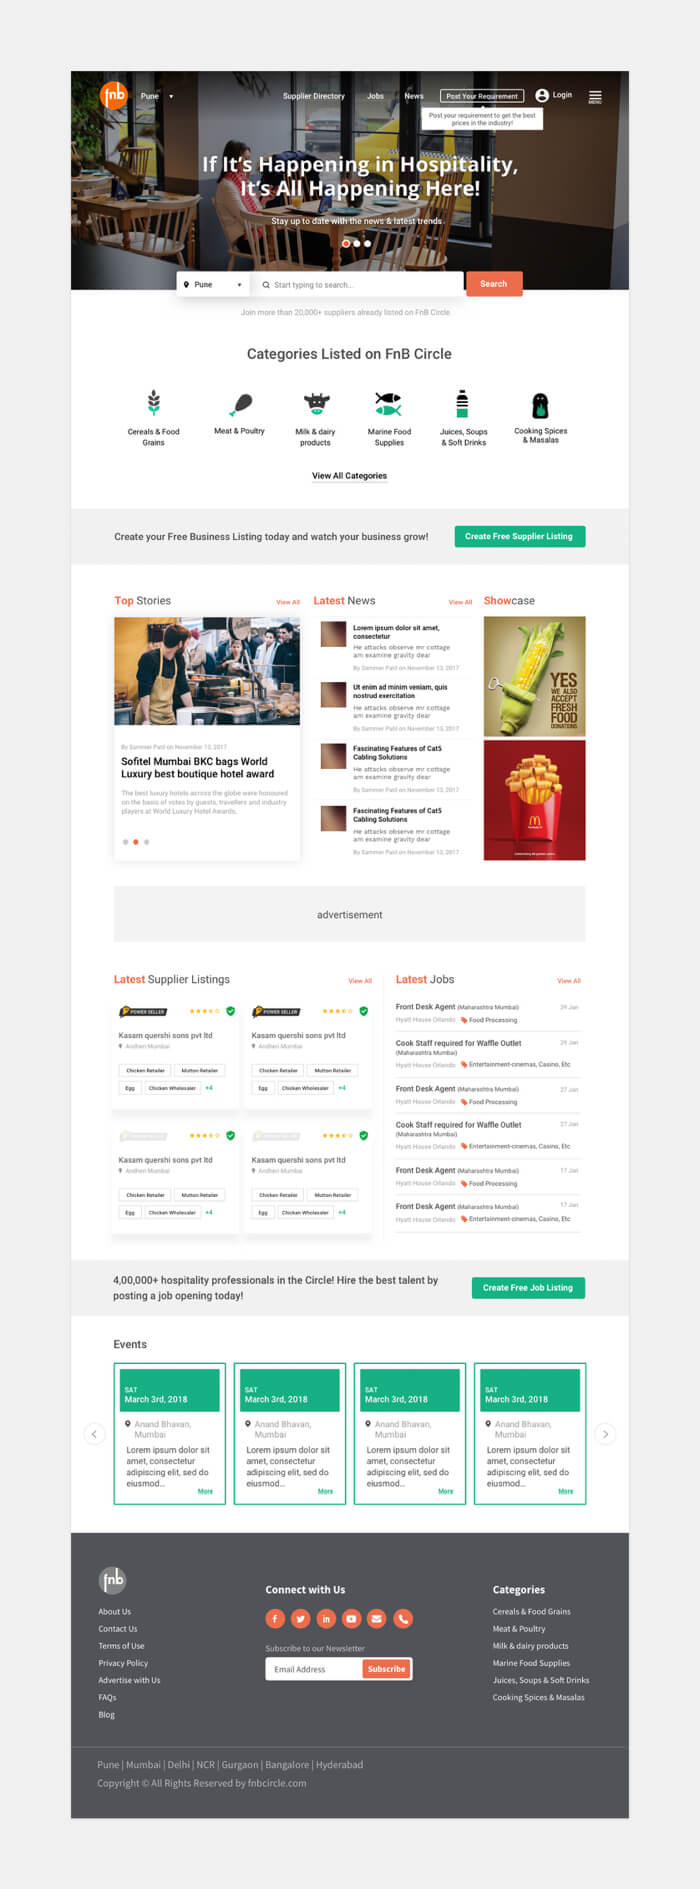 fnb
Pune
Supplier Directory
Jobs
News
Post Your Requirement
Login
MENU
Post your requirement to get the best
prices in the industry!
If It's Happening in Hospitality,
It's All Happening Here!
Stay up to date with the news & latest trends
Pune
Start typing to search...
Search
Join more than 20,000+ suppliers already listed on FnB Circle
Categories Listed on FnB Circle
Cereals & Food
Grains
Meat & Poultry
Milk & dairy
products
Marine Food
Supplies
Juices, Soups
& Soft Drinks
Cooking Spices
& Masalas
View All Categories
Create your Free Business Listing today and watch your business grow!
Create Free Supplier Listing
Top Stories
View All
By Sammer Patil on November 13, 2017
Sofitel Mumbai BKC bags World
Luxury best boutique hotel award
The best luxury hotels across the globe were honoured
on the basis of votes by guests, travellers and industry
players at World Luxury Hotel Awards.
Latest News
View All
Lorem ipsum dolor sit amet,
consectetur
He attacks observe mr cottage
am examine gravity dear
By Sammer Patil on November 13, 2017
Ut enim ad minim veniam, quis
nostrud exercitation
He attacks observe mr cottage
am examine gravity dear
By Sammer Patil on November 13, 2017
Fascinating Features of Cat5
Cabling Solutions
He attacks observe mr cottage
am examine gravity dear
By Sammer Patil on November 13, 2017
Fascinating Features of Cat5
Cabling Solutions
He attacks observe mr cottage
am examine gravity dear
By Sammer Patil on November 13, 2017
Showcase
YES
WE ALSO
ACCEPT
FRESH
FOOD
DONATIONS
advertisement
Latest Supplier Listings
View All
POWER SELLER
Kasam quershi sons pvt ltd
Andheri Mumbai
Chicken Retailer
Mutton Retailer
Egg
Chicken Wholesaler
+4
POWER SELLER
Kasam quershi sons pvt ltd
Andheri Mumbai
Chicken Retailer
Mutton Retailer
Egg
Chicken Wholesaler
+4
POWER SELLER
Kasam quershi sons pvt ltd
Andheri Mumbai
Chicken Retailer
Mutton Retailer
Egg
Chicken Wholesaler
+4
POWER SELLER
Kasam quershi sons pvt ltd
Andheri Mumbai
Chicken Retailer
Mutton Retailer
Egg
Chicken Wholesaler
+4
Latest Jobs
View All
Front Desk Agent (Maharashtra Mumbai)
29 Jan
Hyatt House Orlando
Food Processing
Cook Staff required for Waffle Outlet
29 Jan
(Maharashtra Mumbai)
Hyatt House Orlando
Entertainment-cinemas, Casino, Etc
Front Desk Agent (Maharashtra Mumbai)
27 Jan
Hyatt House Orlando
Food Processing
Cook Staff required for Waffle Outlet
27 Jan
(Maharashtra Mumbai)
Hyatt House Orlando
Entertainment-cinemas, Casino, Etc
Front Desk Agent (Maharashtra Mumbai)
17 Jan
Hyatt House Orlando
Food Processing
Front Desk Agent (Maharashtra Mumbai)
17 Jan
Hyatt House Orlando
Entertainment-cinemas, Casino, Etc
4,00,000+ hospitality professionals in the Circle! Hire the best talent by
posting a job opening today!
Create Free Job Listing
Events
SAT
March 3rd, 2018
Anand Bhavan,
Mumbai
Lorem ipsum dolor sit
amet, consectetur
adipiscing elit, sed do
eiusmod...
More
SAT
March 3rd, 2018
Anand Bhavan,
Mumbai
Lorem ipsum dolor sit
amet, consectetur
adipiscing elit, sed do
eiusmod...
More
SAT
March 3rd, 2018
Anand Bhavan,
Mumbai
Lorem ipsum dolor sit
amet, consectetur
adipiscing elit, sed do
eiusmod...
More
SAT
March 3rd, 2018
Anand Bhavan,
Mumbai
Lorem ipsum dolor sit
amet, consectetur
adipiscing elit, sed do
eiusmod...
More
fnb
About Us
Contact Us
Terms of Use
Privacy Policy
Advertise with Us
FAQs
Blog
Connect with Us
Subscribe to our Newsletter
Email Address
Subscribe
Categories
Cereals & Food Grains
Meat & Poultry
Milk & dairy products
Marine Food Supplies
Juices, Soups & Soft Drinks
Cooking Spices & Masalas
Pune | Mumbai | Delhi | NCR | Gurgaon | Bangalore | Hyderabad
Copyright © All Rights Reserved by fnbcircle.com